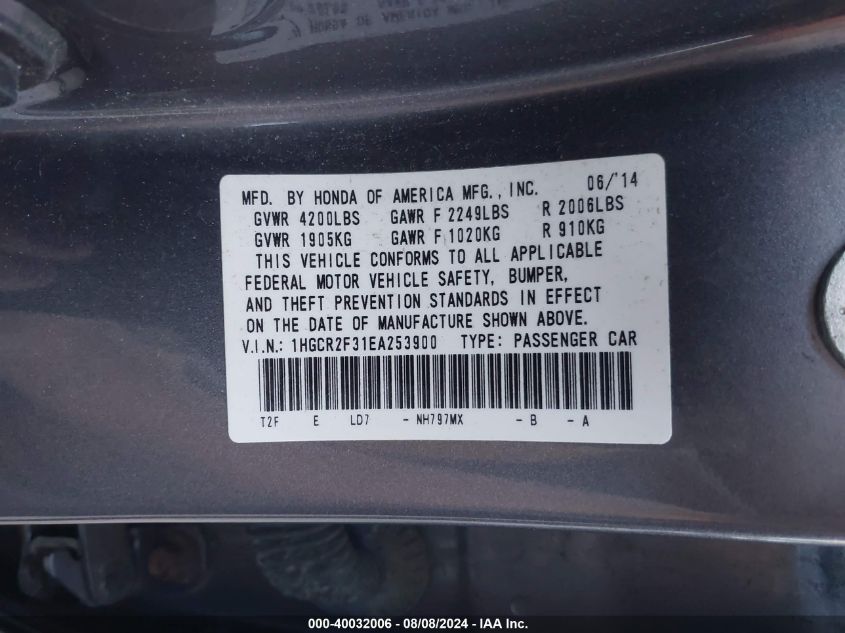 MFD. BY HONDA OF AMERICA MFG., INC. 06/'14
GVWR 4200LBS GAWR F 2249LBS R 2006LBS
GVWR 1905KG GAWR F 1020KG R 910KG
THIS VEHICLE CONFORMS TO ALL APPLICABLE
FEDERAL MOTOR VEHICLE SAFETY, BUMPER,
AND THEFT PREVENTION STANDARDS IN EFFECT
ON THE DATE OF MANUFACTURE SHOWN ABOVE.
V.I.N.: 1HGCR2F31EA253900 TYPE: PASSENGER CAR
T2F E LD7 - NH797MX - B - A
000-40032006 - 08/08/2024 - IAA Inc.